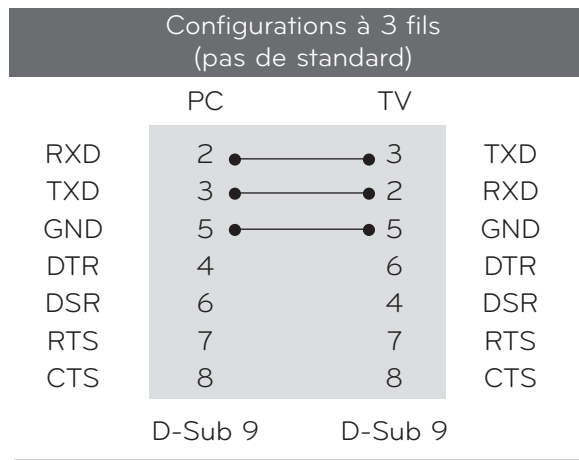 Configurations à 3 fils
(pas de standard)
PC TV
RXD 2 3 TXD
TXD 3 2 RXD
GND 5 5 GND
DTR 4 6 DTR
DSR 6 4 DSR
RTS 7 7 RTS
CTS 8 8 CTS
D-Sub 9 D-Sub 9